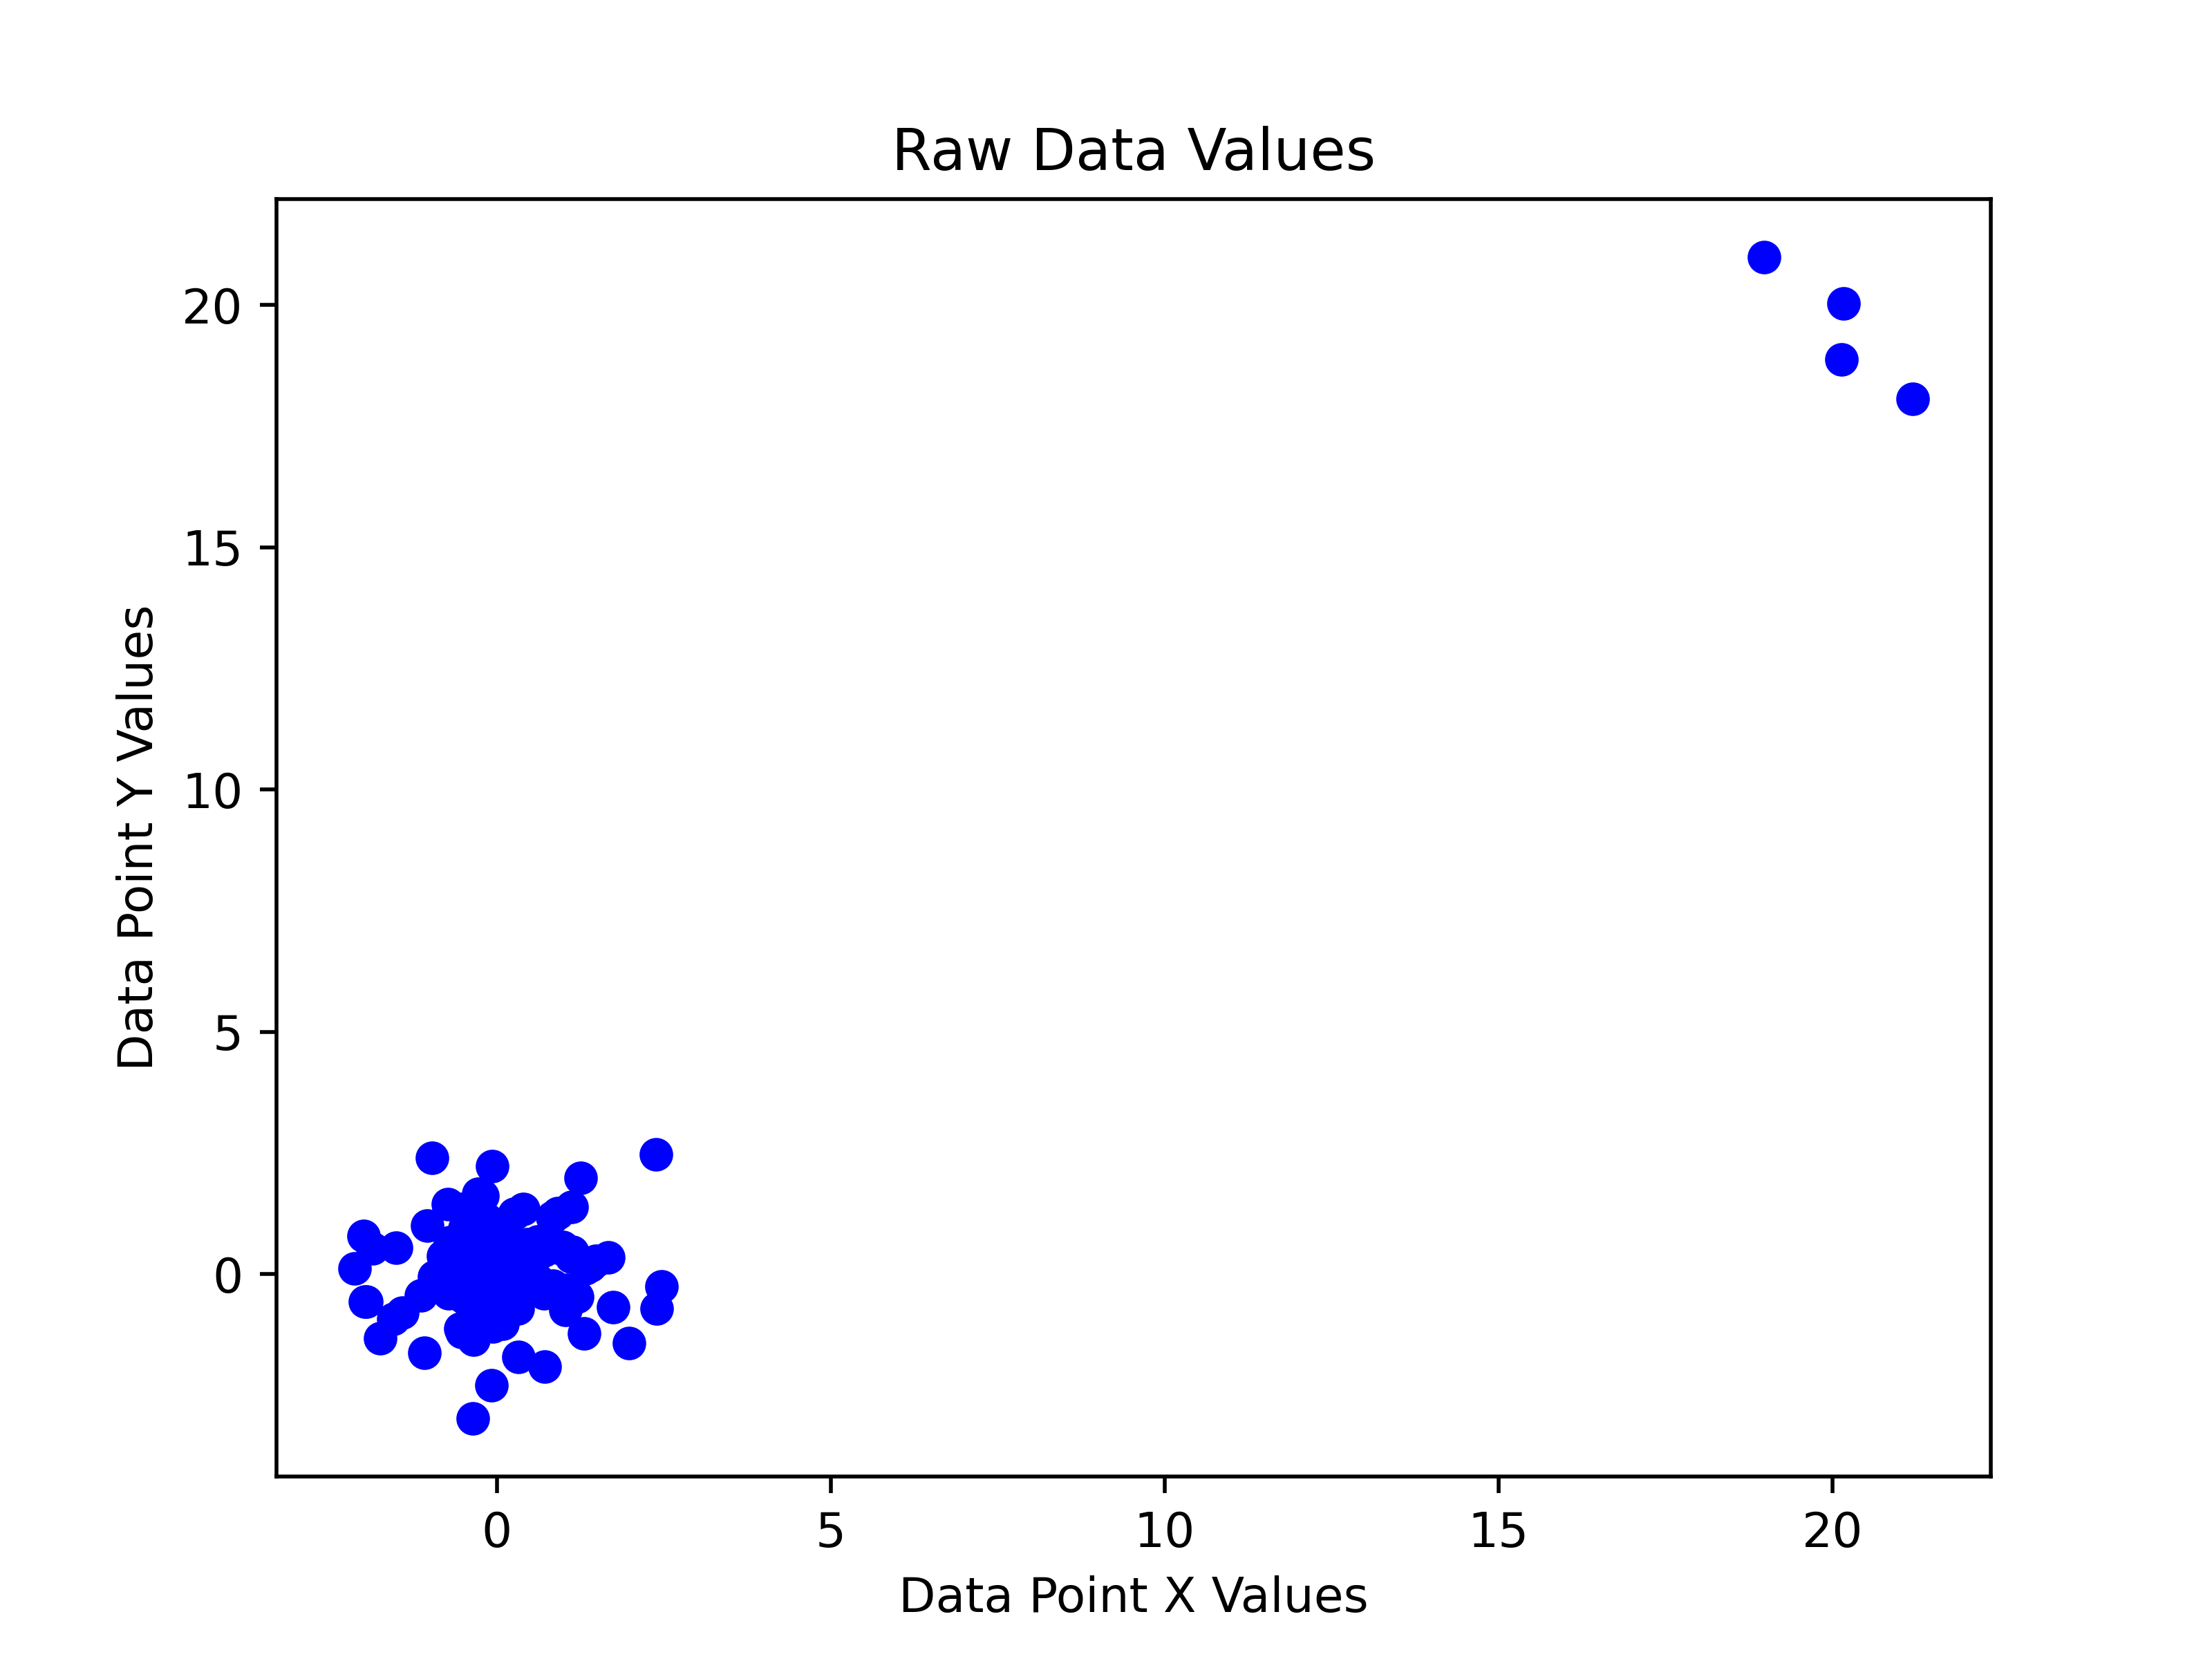 Raw Data Values
20
15
10
5
0
Data Point Y Values
0 5 10 15 20
Data Point X Values